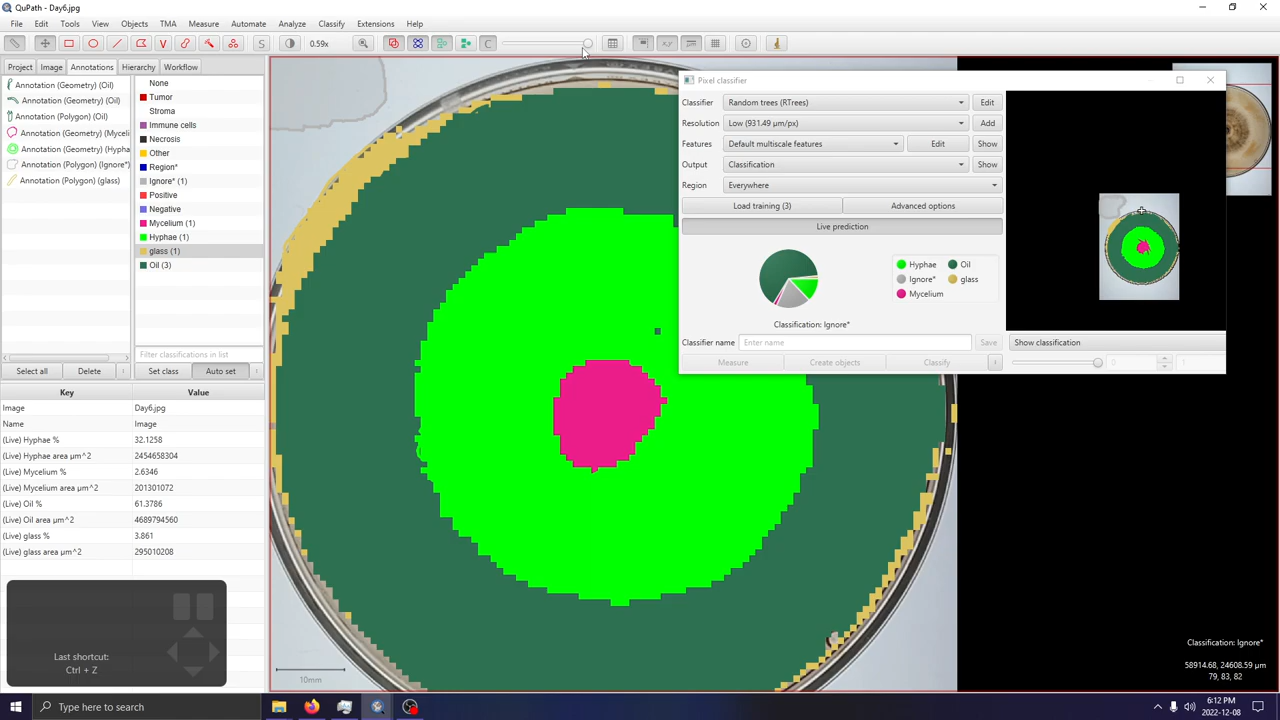 QuPath - Day6.jpg
File Edit Tools View Objects TMA Measure Automate Analyze Classify Extensions Help
0.59x
Project Image Annotations Hierarchy Workflow
Annotation (Geometry) (Oil)
Annotation (Geometry) (Oil)
Annotation (Polygon) (Oil)
Annotation (Geometry) (Myceli
Annotation (Geometry) (Hypha
Annotation (Polygon) (Ignore*)
Annotation (Polygon) (glass)
None
Tumor
Stroma
Immune cells
Necrosis
Other
Region*
Ignore* (1)
Positive
Negative
Mycelium (1)
Hyphae (1)
glass (1)
Oil (3)
Filter classifications in list
Select all Delete Set class Auto set
Key Value
Image Day6.jpg
Name Image
(Live) Hyphae % 32.1258
(Live) Hyphae area µm^2 2454658304
(Live) Mycelium % 2.6346
(Live) Mycelium area µm^2 201301072
(Live) Oil % 61.3786
(Live) Oil area µm^2 4689794560
(Live) glass % 3.861
(Live) glass area µm^2 295010208
Last shortcut:
Ctrl + Z
10mm
Pixel classifier
Classifier Random trees (RTrees) Edit
Resolution Low (931.49 µm/px) Add
Features Default multiscale features Edit Show
Output Classification Show
Region Everywhere
Load training (3) Advanced options
Live prediction
Hyphae Oil
Ignore* glass
Mycelium
Classification: Ignore*
Classifier name Enter name Save
Measure Create objects Classify
Show classification
0 1
Classification: Ignore*
58914.68, 24608.59 µm
79, 83, 82
Type here to search
6:12 PM
2022-12-08